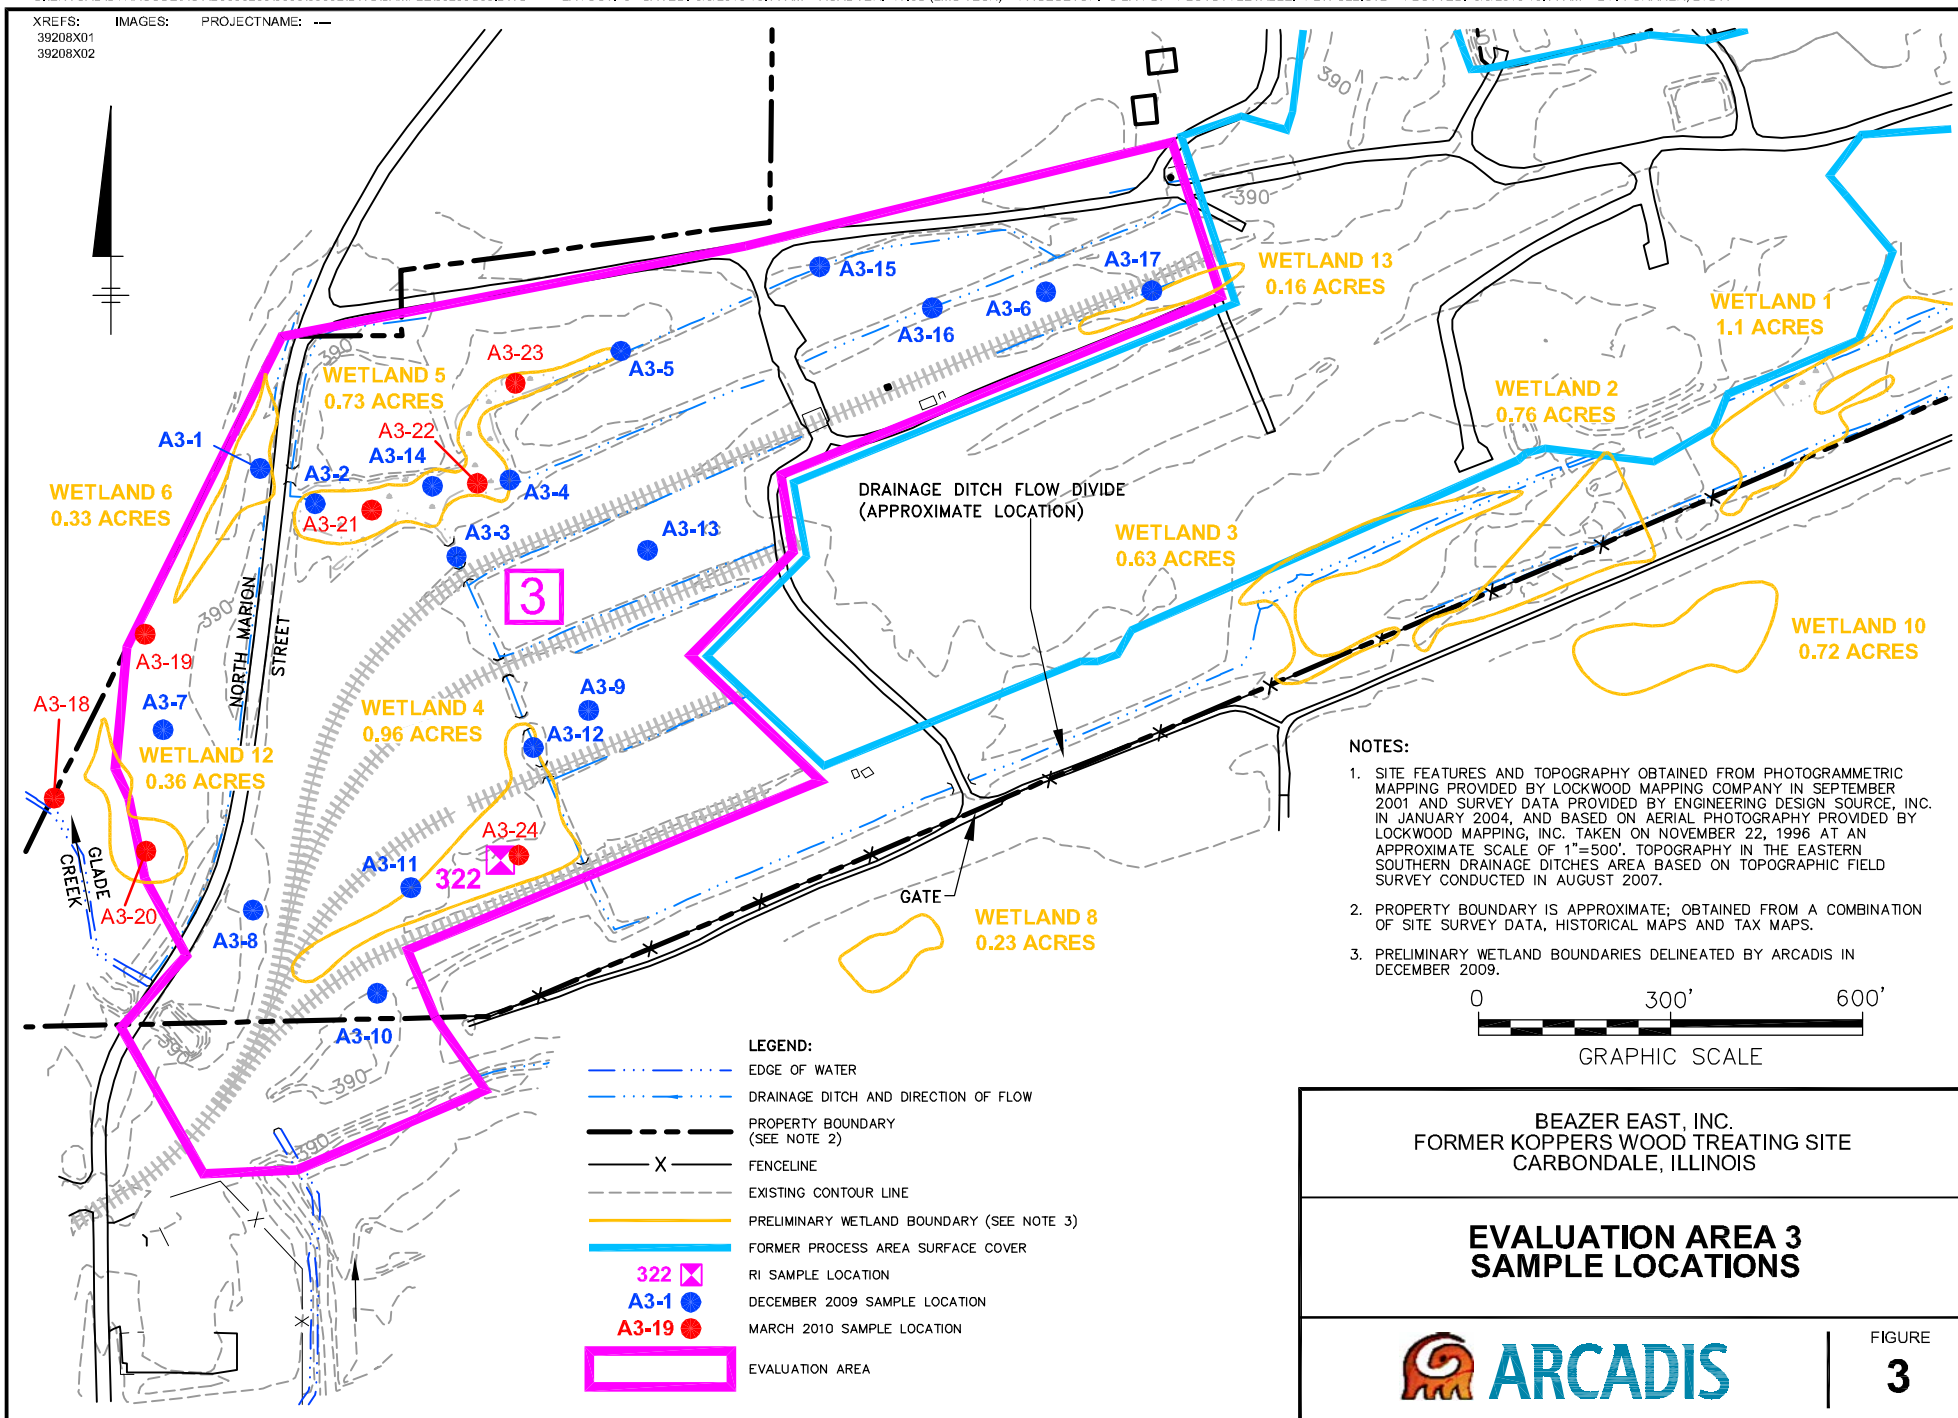 XREFS: IMAGES: PROJECTNAME: ---
39208X01
39208X02
390
390
A3-15
A3-17
WETLAND 13
0.16 ACRES
A3-6
A3-16
WETLAND 1
1.1 ACRES
390
A3-23
A3-5
WETLAND 5
0.73 ACRES
WETLAND 2
0.76 ACRES
A3-1
A3-22
A3-14
A3-2
A3-4
WETLAND 6
0.33 ACRES
A3-21
DRAINAGE DITCH FLOW DIVIDE
(APPROXIMATE LOCATION)
A3-3
A3-13
WETLAND 3
0.63 ACRES
3
390
NORTH MARION
STREET
WETLAND 10
0.72 ACRES
A3-19
A3-18
A3-7
A3-9
WETLAND 4
0.96 ACRES
A3-12
WETLAND 12
0.36 ACRES
A3-24
322
A3-11
GLADE
CREEK
A3-20
A3-8
GATE
WETLAND 8
0.23 ACRES
A3-10
390
390
390
NOTES:
1. SITE FEATURES AND TOPOGRAPHY OBTAINED FROM PHOTOGRAMMETRIC
MAPPING PROVIDED BY LOCKWOOD MAPPING COMPANY IN SEPTEMBER
2001 AND SURVEY DATA PROVIDED BY ENGINEERING DESIGN SOURCE, INC.
IN JANUARY 2004, AND BASED ON AERIAL PHOTOGRAPHY PROVIDED BY
LOCKWOOD MAPPING, INC. TAKEN ON NOVEMBER 22, 1996 AT AN
APPROXIMATE SCALE OF 1"=500'. TOPOGRAPHY IN THE EASTERN
SOUTHERN DRAINAGE DITCHES AREA BASED ON TOPOGRAPHIC FIELD
SURVEY CONDUCTED IN AUGUST 2007.
2. PROPERTY BOUNDARY IS APPROXIMATE; OBTAINED FROM A COMBINATION
OF SITE SURVEY DATA, HISTORICAL MAPS AND TAX MAPS.
3. PRELIMINARY WETLAND BOUNDARIES DELINEATED BY ARCADIS IN
DECEMBER 2009.
0 300' 600'
GRAPHIC SCALE
LEGEND:
EDGE OF WATER
DRAINAGE DITCH AND DIRECTION OF FLOW
PROPERTY BOUNDARY
(SEE NOTE 2)
X FENCELINE
EXISTING CONTOUR LINE
PRELIMINARY WETLAND BOUNDARY (SEE NOTE 3)
FORMER PROCESS AREA SURFACE COVER
322 RI SAMPLE LOCATION
A3-1 DECEMBER 2009 SAMPLE LOCATION
A3-19 MARCH 2010 SAMPLE LOCATION
EVALUATION AREA
BEAZER EAST, INC.
FORMER KOPPERS WOOD TREATING SITE
CARBONDALE, ILLINOIS
EVALUATION AREA 3
SAMPLE LOCATIONS
ARCADIS
FIGURE
3